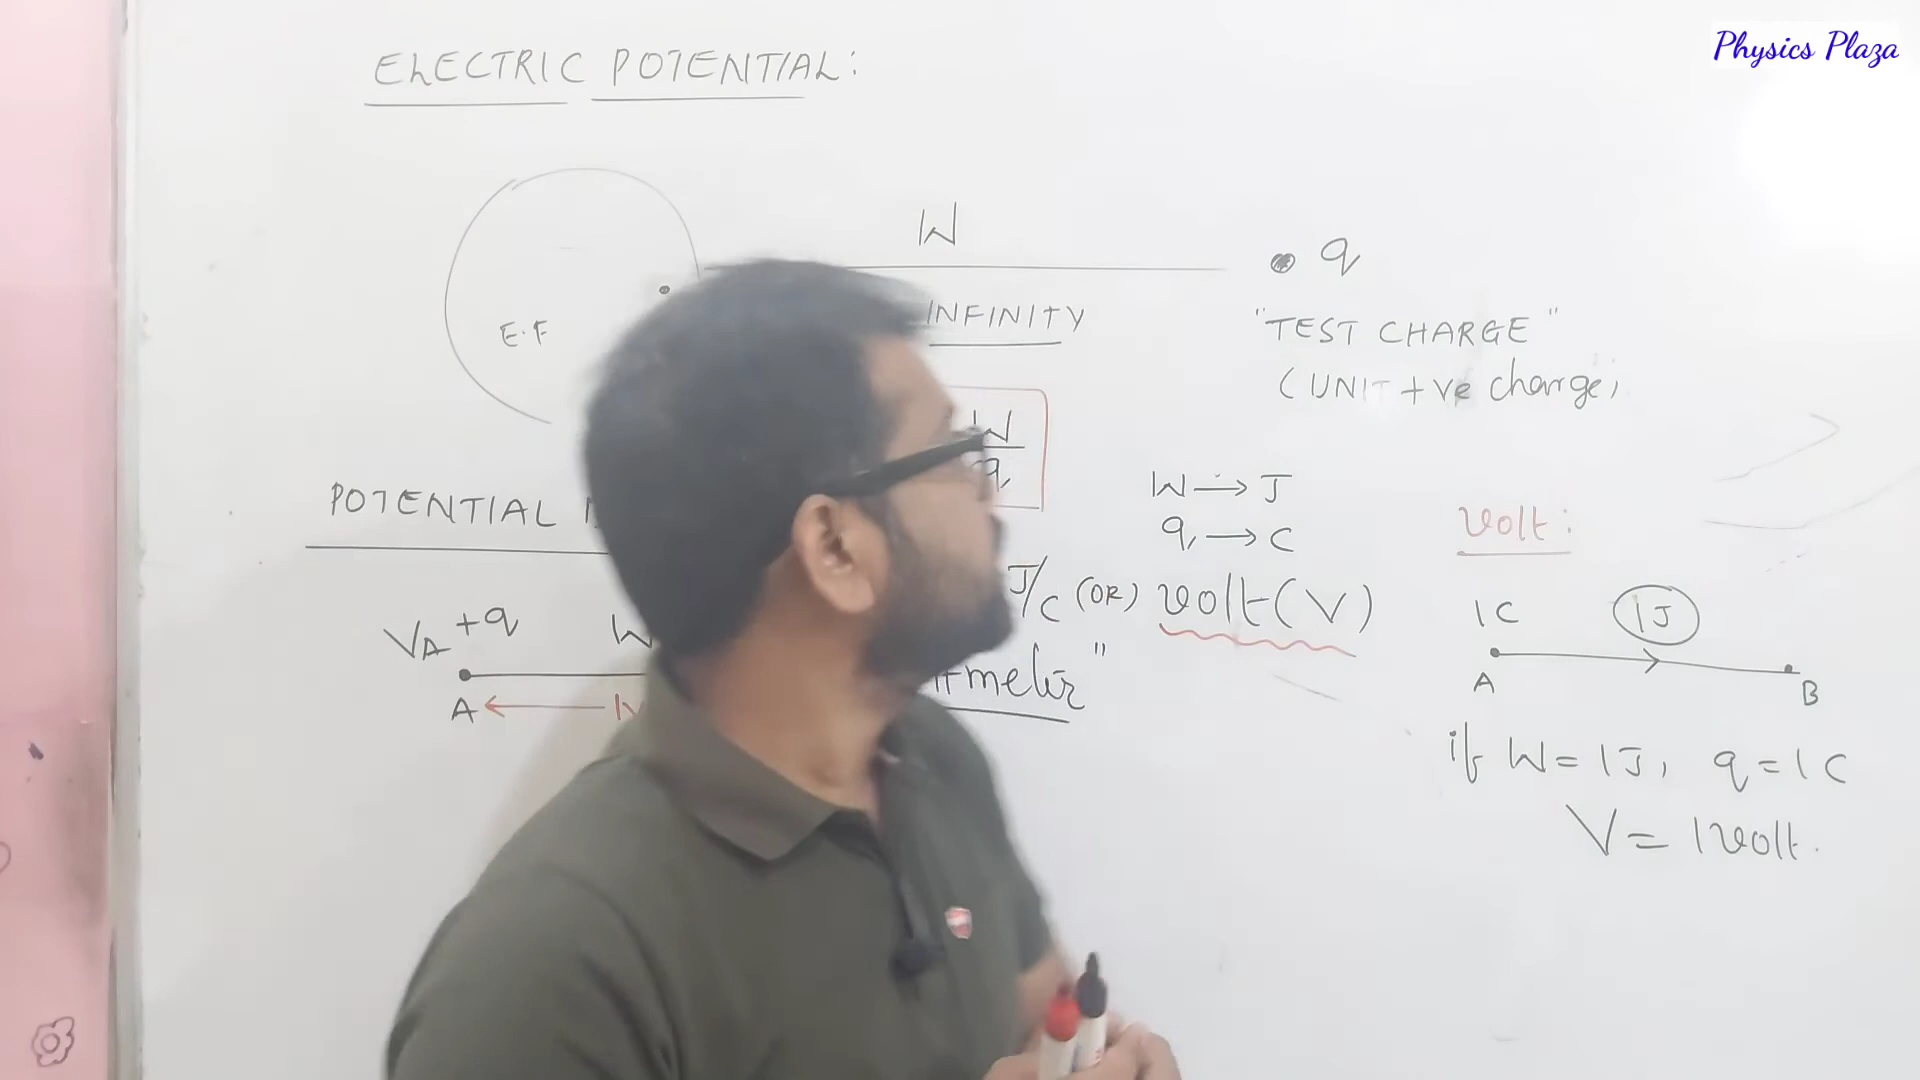 Physics Plaza
ELECTRIC POTENTIAL:
W
q
INFINITY
"TEST CHARGE"
(UNIT +ve charge)
E.F
W
q
W → J
q → C
POTENTIAL
J/C (OR) volt (V)
VA +q
W
A
volt:
1C 1J
A B
if W = 1J, q = 1C
V = 1volt.